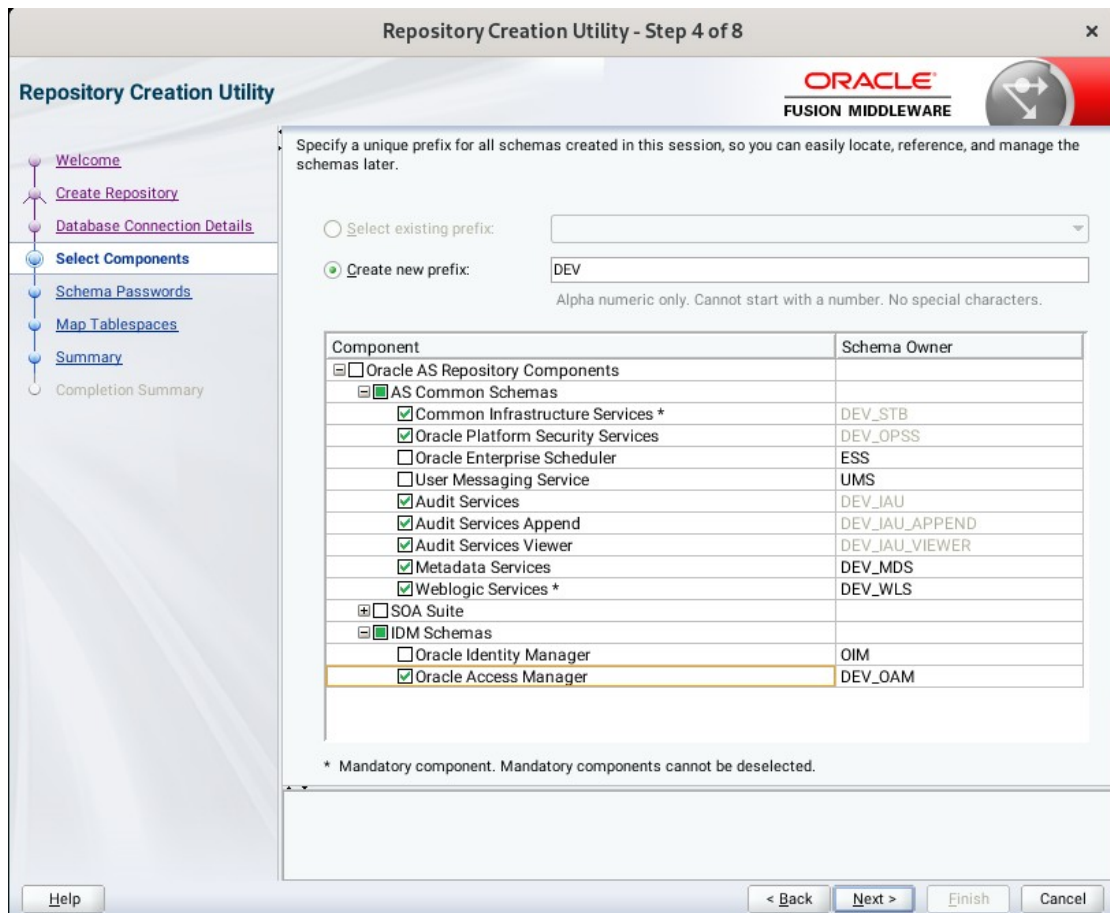 Repository Creation Utility - Step 4 of 8
×
Repository Creation Utility
ORACLE
FUSION MIDDLEWARE
Welcome
Create Repository
Database Connection Details
Select Components
Schema Passwords
Map Tablespaces
Summary
Completion Summary
Specify a unique prefix for all schemas created in this session, so you can easily locate, reference, and manage the
schemas later.
Select existing prefix:
Create new prefix: DEV
Alpha numeric only. Cannot start with a number. No special characters.
Component Schema Owner
Oracle AS Repository Components
AS Common Schemas
Common Infrastructure Services * DEV_STB
Oracle Platform Security Services DEV_OPSS
Oracle Enterprise Scheduler ESS
User Messaging Service UMS
Audit Services DEV_IAU
Audit Services Append DEV_IAU_APPEND
Audit Services Viewer DEV_IAU_VIEWER
Metadata Services DEV_MDS
Weblogic Services * DEV_WLS
SOA Suite
IDM Schemas
Oracle Identity Manager OIM
Oracle Access Manager DEV_OAM
* Mandatory component. Mandatory components cannot be deselected.
Help < Back Next > Finish Cancel